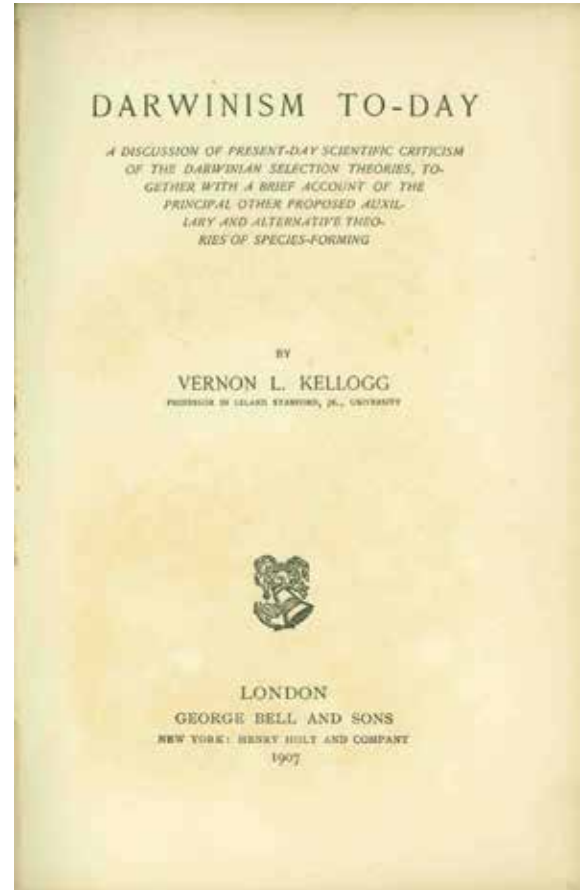 DARWINISM TO-DAY
A DISCUSSION OF PRESENT-DAY SCIENTIFIC CRITICISM
OF THE DARWINIAN SELECTION THEORIES, TO-
GETHER WITH A BRIEF ACCOUNT OF THE
PRINCIPAL OTHER PROPOSED AUXIL-
IARY AND ALTERNATIVE THEO-
RIES OF SPECIES-FORMING
BY
VERNON L. KELLOGG
PROFESSOR IN LELAND STANFORD, JR., UNIVERSITY
LONDON
GEORGE BELL AND SONS
NEW YORK: HENRY HOLT AND COMPANY
1907